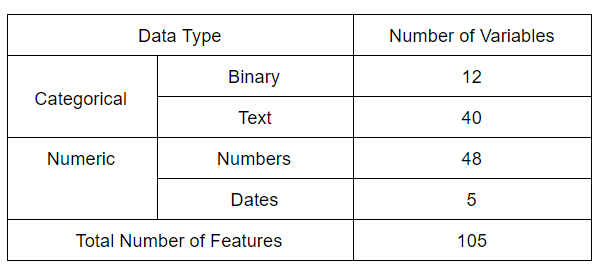 Data Type Number of Variables
Categorical Binary 12
Text 40
Numeric Numbers 48
Dates 5
Total Number of Features 105